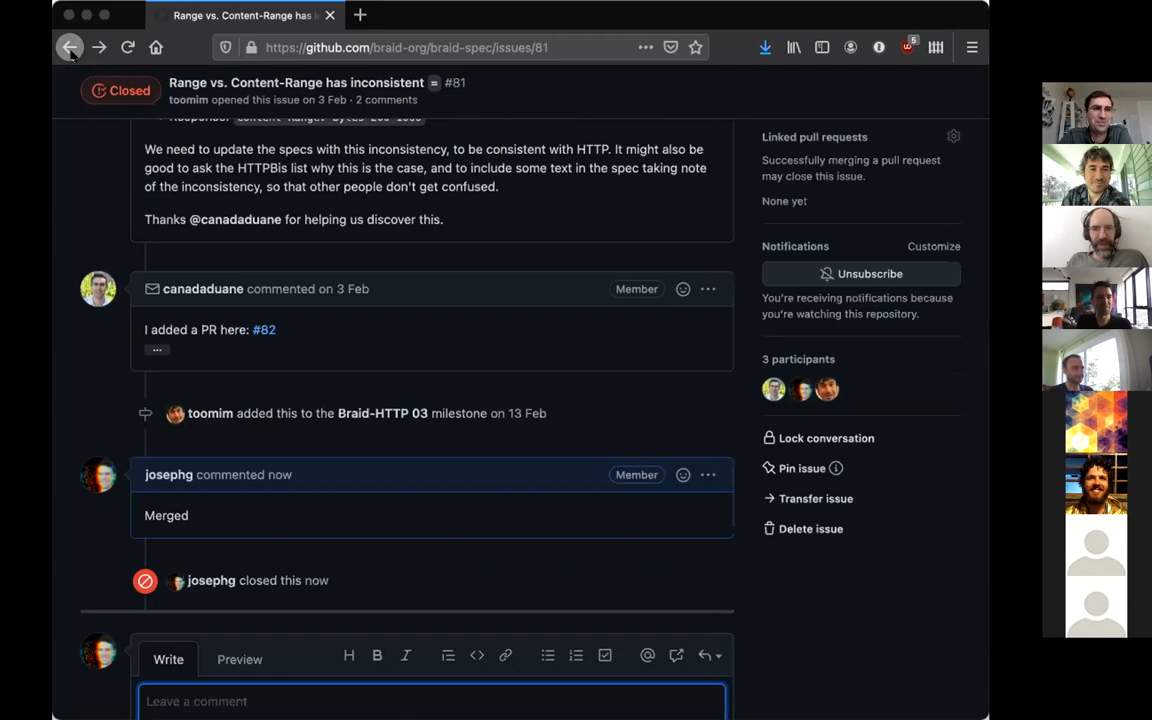 Range vs. Content-Range has i
5
https://github.com/braid-org/braid-spec/issues/81
Closed
Range vs. Content-Range has inconsistent = #81
toomim opened this issue on 3 Feb · 2 comments
We need to update the specs with this inconsistency, to be consistent with HTTP. It might also be
good to ask the HTTPBis list why this is the case, and to include some text in the spec taking note
of the inconsistency, so that other people don't get confused.
Thanks @canadaduane for helping us discover this.
canadaduane commented on 3 Feb
Member
I added a PR here: #82
...
toomim added this to the Braid-HTTP 03 milestone on 13 Feb
josephg commented now
Member
Merged
josephg closed this now
Write
Preview
Leave a comment
Linked pull requests
Successfully merging a pull request
may close this issue.
None yet
Notifications
Customize
Unsubscribe
You're receiving notifications because
you're watching this repository.
3 participants
Lock conversation
Pin issue
Transfer issue
Delete issue